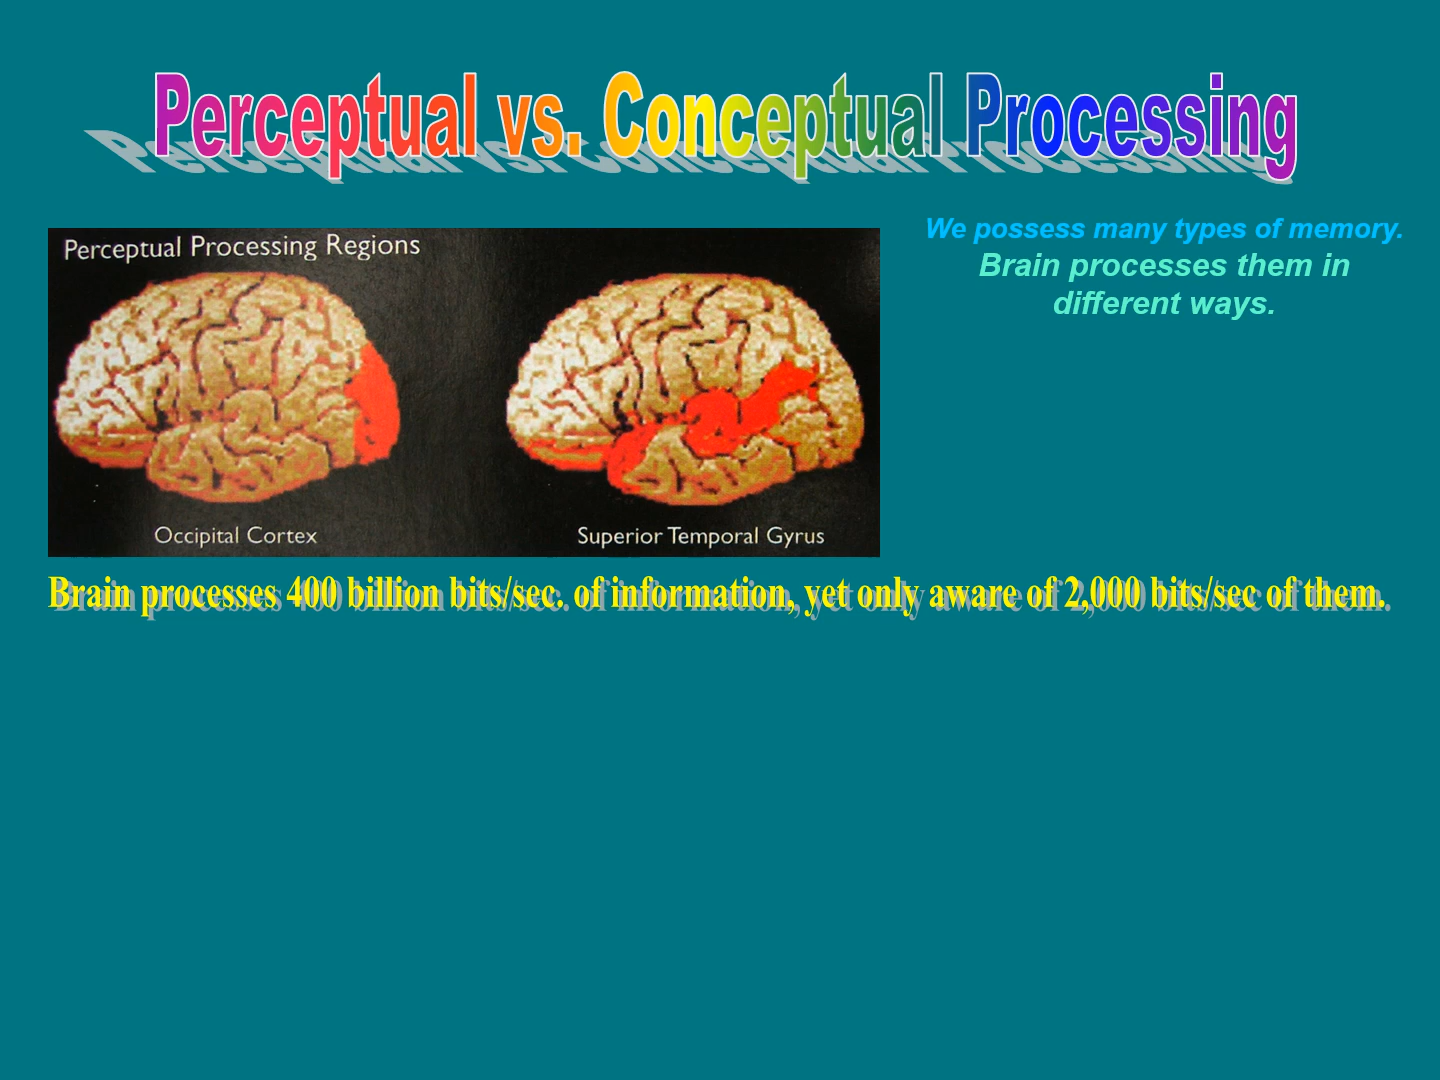 Perceptual vs. Conceptual Processing
We possess many types of memory.
Brain processes them in
different ways.
Perceptual Processing Regions
Occipital Cortex
Superior Temporal Gyrus
Brain processes 400 billion bits/sec. of information, yet only aware of 2,000 bits/sec of them.